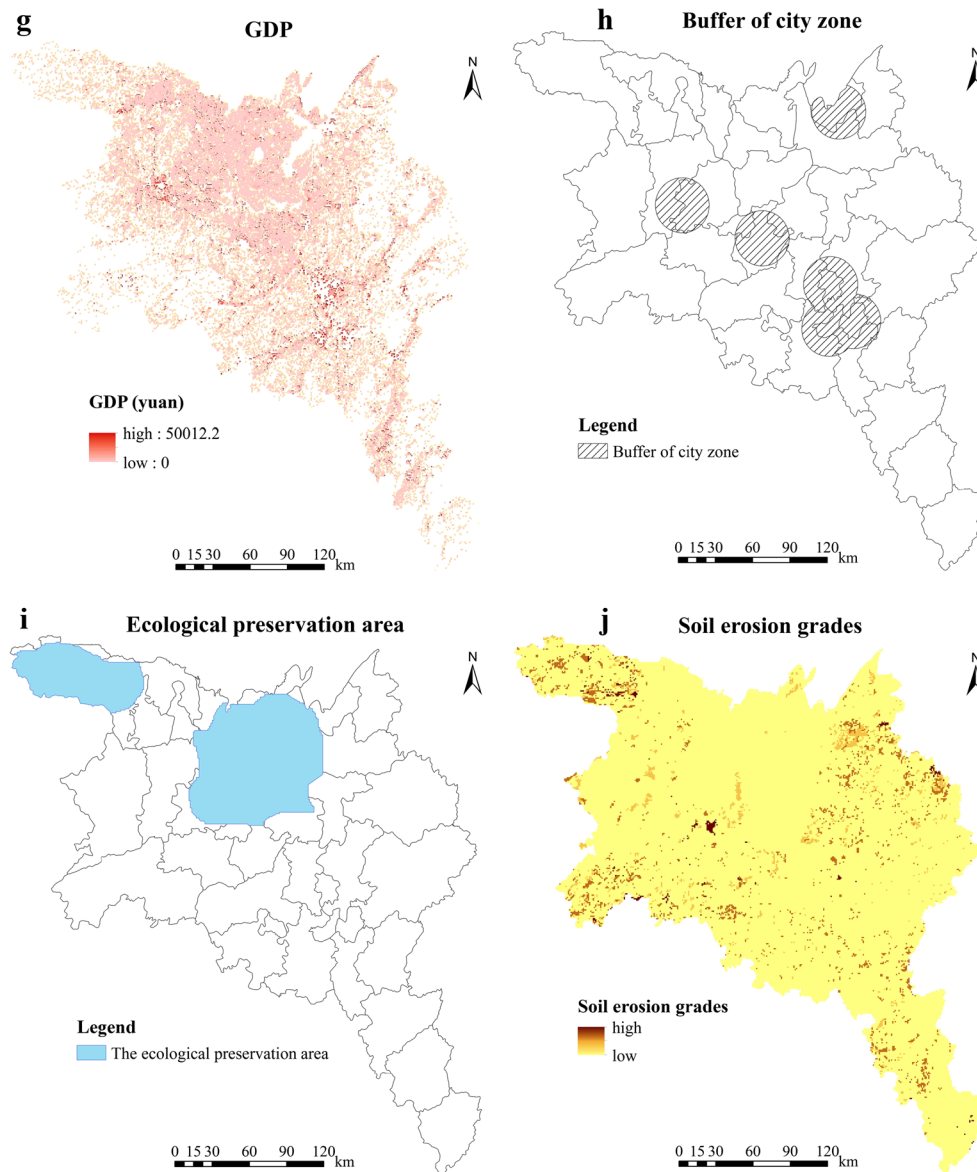 g
GDP
N
GDP (yuan)
high : 50012.2
low : 0
0 15 30 60 90 120
km
h
Buffer of city zone
N
Legend
Buffer of city zone
0 15 30 60 90 120
km
i
Ecological preservation area
N
Legend
The ecological preservation area
0 15 30 60 90 120
km
j
Soil erosion grades
N
Soil erosion grades
high
low
0 15 30 60 90 120
km